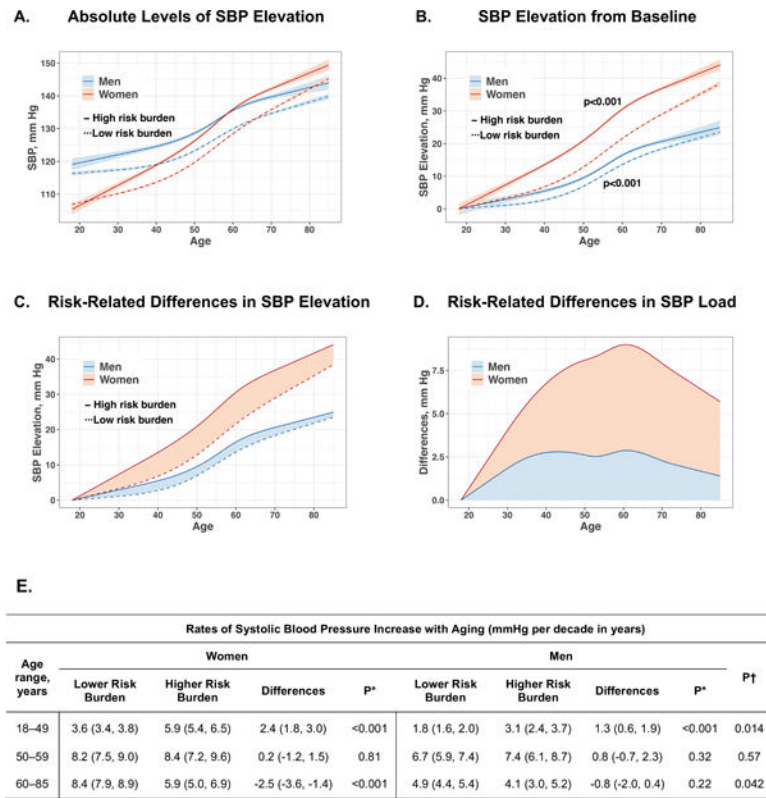 A. Absolute Levels of SBP Elevation
SBP, mm Hg
150
140
130
120
110
Men
Women
High risk burden
Low risk burden
20 30 40 50 60 70 80
Age
B. SBP Elevation from Baseline
SBP Elevation, mm Hg
40
30
20
10
0
Men
Women
High risk burden
Low risk burden
p<0.001
p<0.001
20 30 40 50 60 70 80
Age
C. Risk-Related Differences in SBP Elevation
SBP Elevation, mm Hg
40
30
20
10
0
Men
Women
High risk burden
Low risk burden
20 30 40 50 60 70 80
Age
D. Risk-Related Differences in SBP Load
Differences, mm Hg
7.5
5.0
2.5
0.0
Men
Women
20 30 40 50 60 70 80
Age
E.
Rates of Systolic Blood Pressure Increase with Aging (mmHg per decade in years)
Age range, years
Women
Men
P†
Lower Risk Burden Higher Risk Burden Differences P* Lower Risk Burden Higher Risk Burden Differences P*
18–49 3.6 (3.4, 3.8) 5.9 (5.4, 6.5) 2.4 (1.8, 3.0) <0.001 1.8 (1.6, 2.0) 3.1 (2.4, 3.7) 1.3 (0.6, 1.9) <0.001 0.014
50–59 8.2 (7.5, 9.0) 8.4 (7.2, 9.6) 0.2 (-1.2, 1.5) 0.81 6.7 (5.9, 7.4) 7.4 (6.1, 8.7) 0.8 (-0.7, 2.3) 0.32 0.57
60–85 8.4 (7.9, 8.9) 5.9 (5.0, 6.9) -2.5 (-3.6, -1.4) <0.001 4.9 (4.4, 5.4) 4.1 (3.0, 5.2) -0.8 (-2.0, 0.4) 0.22 0.042